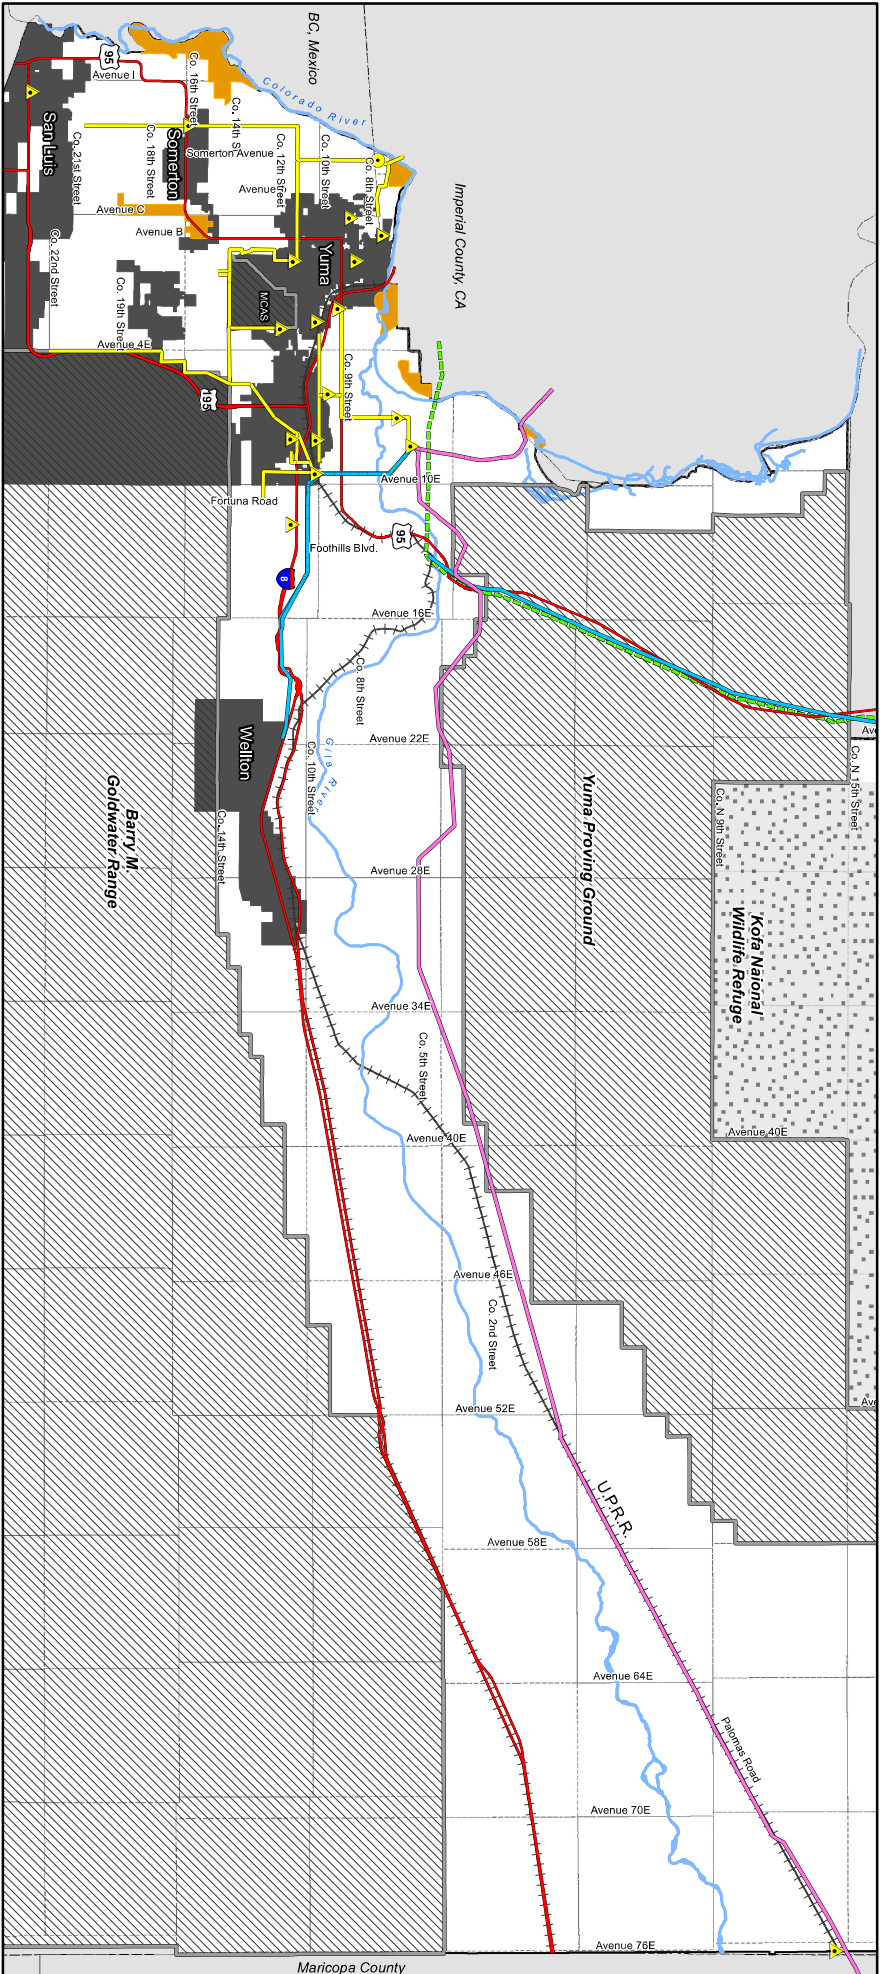 BC, Mexico
95
Avenue I
Co. 16th Street
Colorado River
Co. 14th S
San Luis
Co. 21st Street
Co. 18th Street
Somerton
Somerton Avenue
Co. 12th Street
Co. 10th Street
Co. 8th Street
Avenue
Imperial County, CA
Avenue C
Avenue B
Co. 22nd Street
Co. 19th Street
Yuma
MCAS
Avenue 4E
195
Co. 9th Street
Avenue 10E
Fortuna Road
95
Foothills Blvd.
8
Avenue 16E
Co. 8th Street
Avenue 22E
Wellton
Gila River
Co. 10th Street
Co. 14th Street
Barry M.
Goldwater Range
Yuma Proving Ground
Ave
Co. N 15th Street
Co. N 9th Street
Kofa Naional
Wildlife Refuge
Avenue 28E
Avenue 34E
Co. 5th Street
Avenue 40E
Avenue 40E
Avenue 46E
Co. 2nd Street
Avenue 52E
Ave
U.P.R.R.
Avenue 58E
Avenue 64E
Palomas Road
Avenue 70E
Avenue 76E
Maricopa County